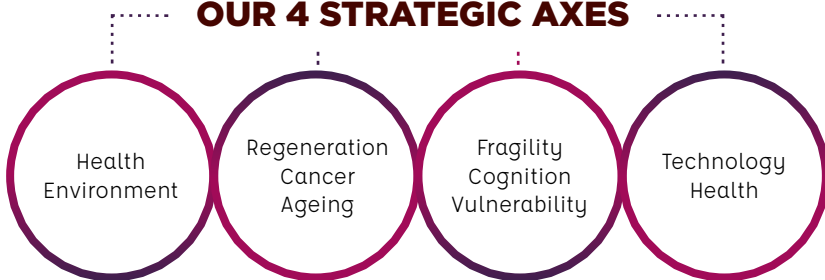 OUR 4 STRATEGIC AXES
Health
Environment
Regeneration
Cancer
Ageing
Fragility
Cognition
Vulnerability
Technology
Health